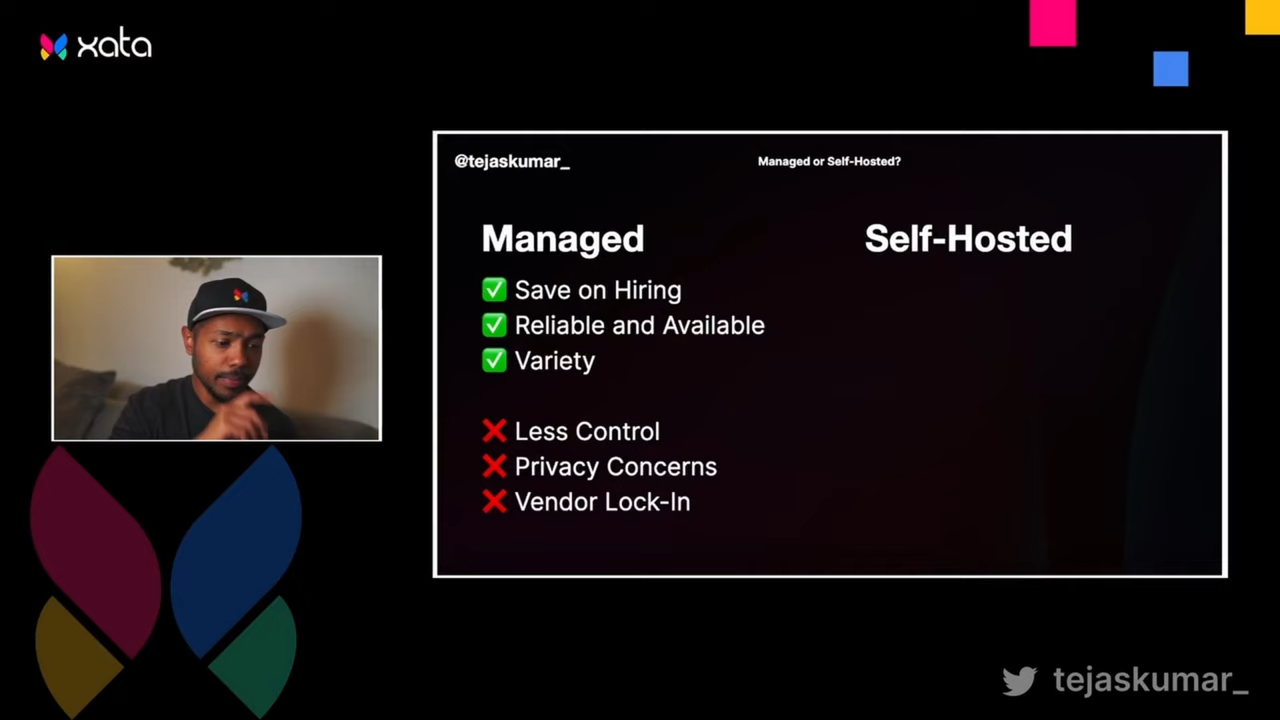 xata
@tejaskumar_
Managed or Self-Hosted?
Managed
Self-Hosted
✅ Save on Hiring
✅ Reliable and Available
✅ Variety
❌ Less Control
❌ Privacy Concerns
❌ Vendor Lock-In
tejaskumar_